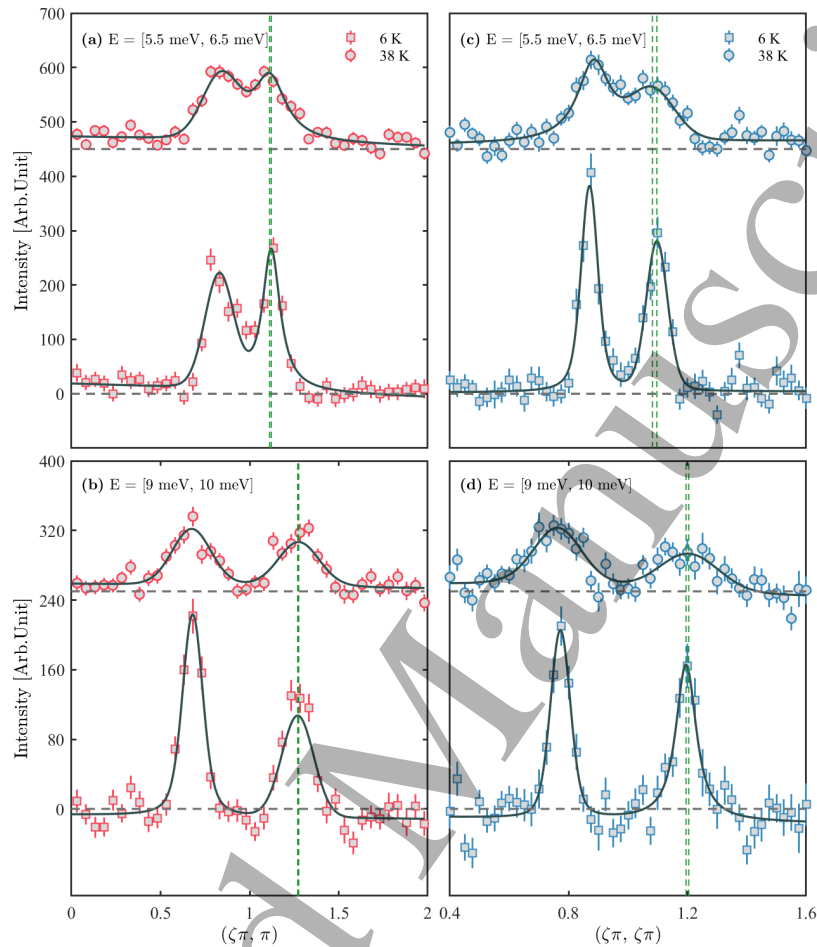 (a) E = [5.5 meV, 6.5 meV]
6 K
38 K
700
600
500
400
300
200
100
0
Intensity [Arb.Unit]
(c) E = [5.5 meV, 6.5 meV]
6 K
38 K
(b) E = [9 meV, 10 meV]
400
320
240
160
80
0
Intensity [Arb.Unit]
0 0.5 1 1.5 2
(ζπ, π)
(d) E = [9 meV, 10 meV]
0.4 0.8 1.2 1.6
(ζπ, ζπ)
d Manuscri